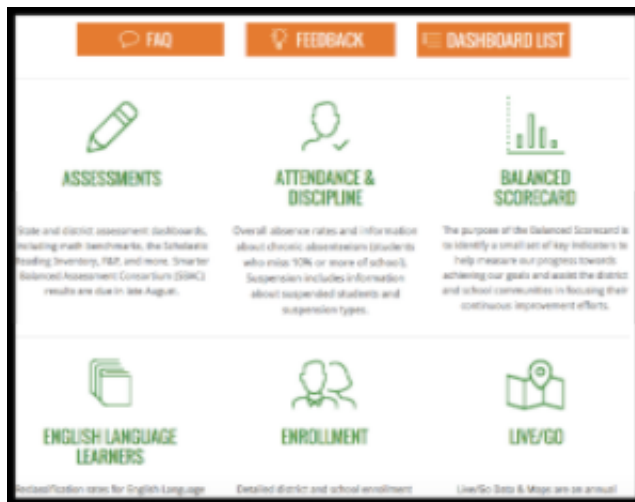 FAQ
FEEDBACK
DASHBOARD LIST
ASSESSMENTS
State and district assessment dashboards,
including math benchmarks, the Scholastic
Reading Inventory, F&P, and more. Smarter
Balanced Assessment Consortium (SBAC)
results are due in late August.
ATTENDANCE &
DISCIPLINE
Overall absence rates and information
about chronic absenteeism (students
who miss 10% or more of school).
Suspension includes information
about suspended students and
suspension types.
BALANCED
SCORECARD
The purpose of the Balanced Scorecard is
to identify a small set of key indicators to
help measure our progress towards
achieving our goals and assist the district
and school communities in focusing their
continuous improvement efforts.
ENGLISH LANGUAGE
LEARNERS
Reclassification rates for English Language
ENROLLMENT
Detailed district and school enrollment
LIVE/GO
Live/Go Data & Maps are an annual